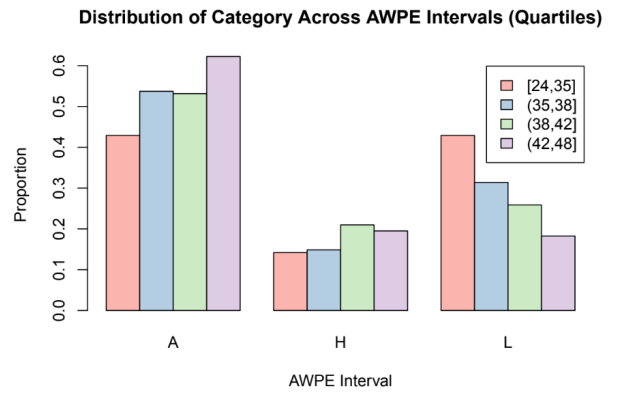 Distribution of Category Across AWPE Intervals (Quartiles)
Proportion
0.6
0.5
0.4
0.3
0.2
0.1
0.0
[24,35]
(35,38]
(38,42]
(42,48]
A H L
AWPE Interval